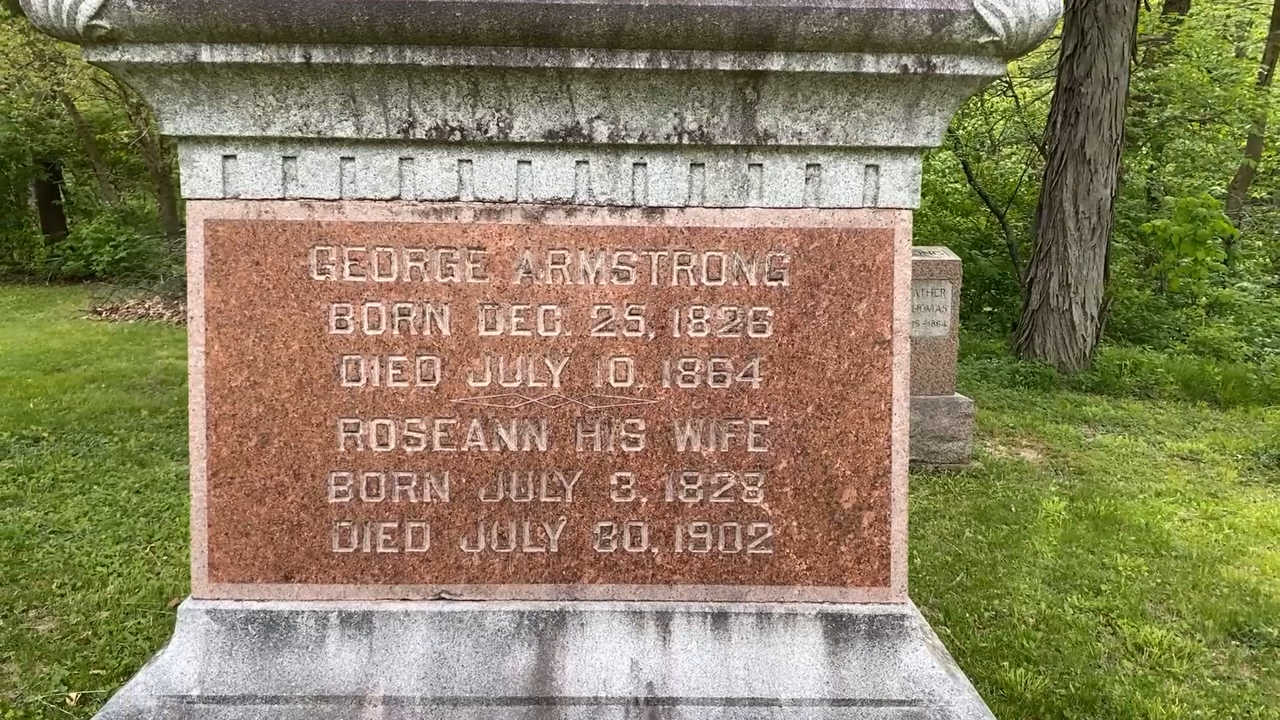 GEORGE ARMSTRONG
BORN DEC. 25, 1826
DIED JULY 10, 1864
ROSEANN HIS WIFE
BORN JULY 3, 1828
DIED JULY 30, 1902